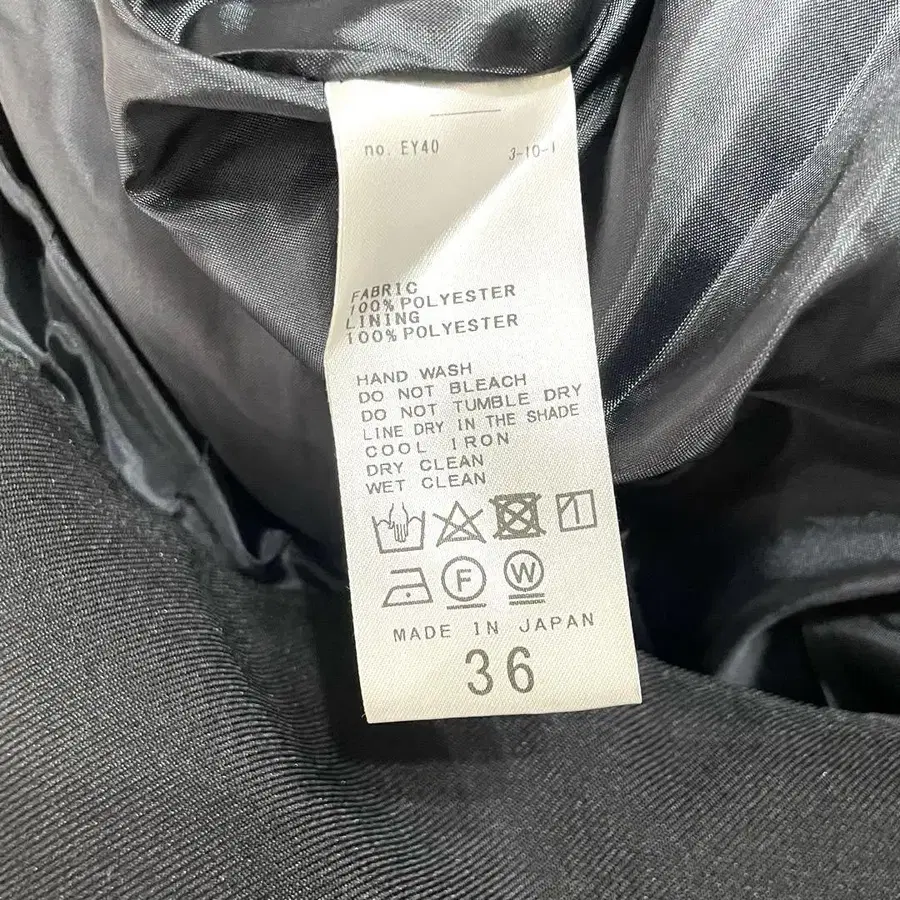 no. EY40 3-10-1
FABRIC
100% POLYESTER
LINING
100% POLYESTER
HAND WASH
DO NOT BLEACH
DO NOT TUMBLE DRY
LINE DRY IN THE SHADE
COOL IRON
DRY CLEAN
WET CLEAN
F W
MADE IN JAPAN
36